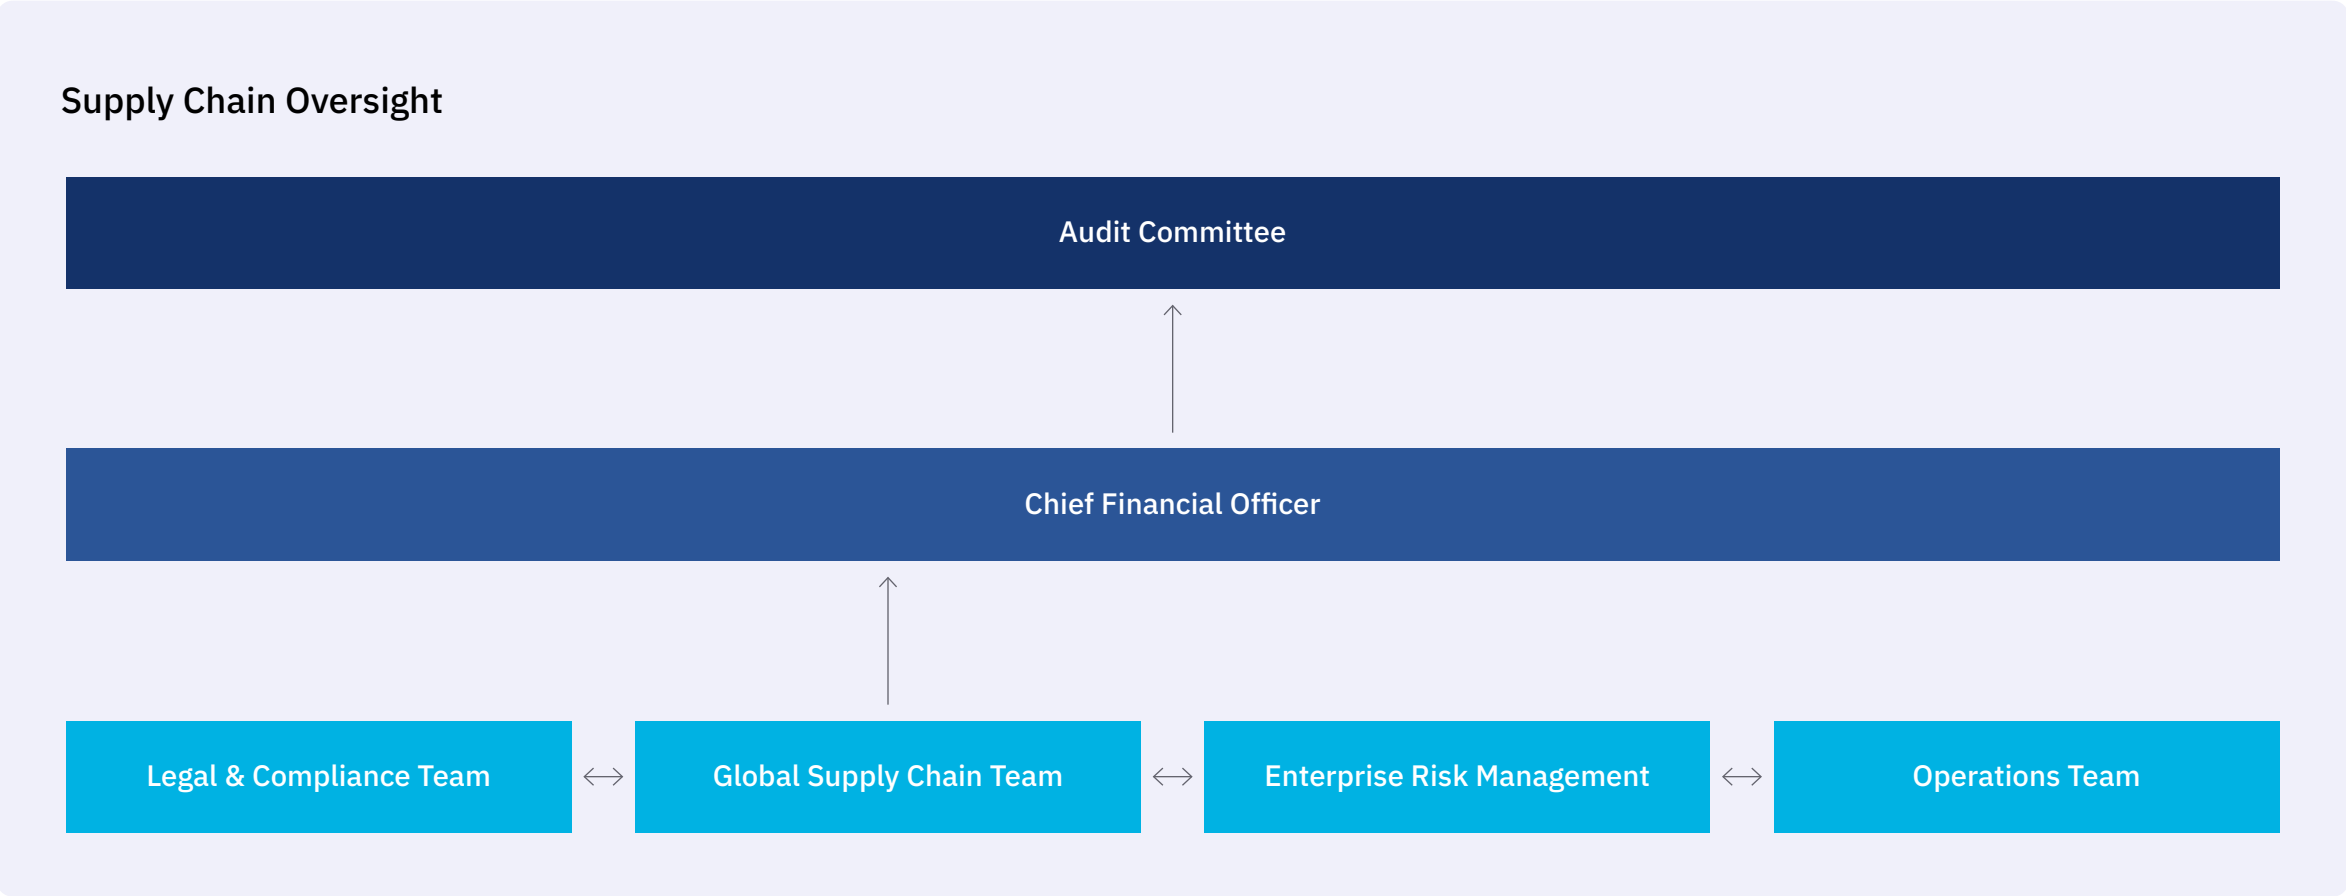 Supply Chain Oversight
Audit Committee
Chief Financial Officer
Legal & Compliance Team
Global Supply Chain Team
Enterprise Risk Management
Operations Team